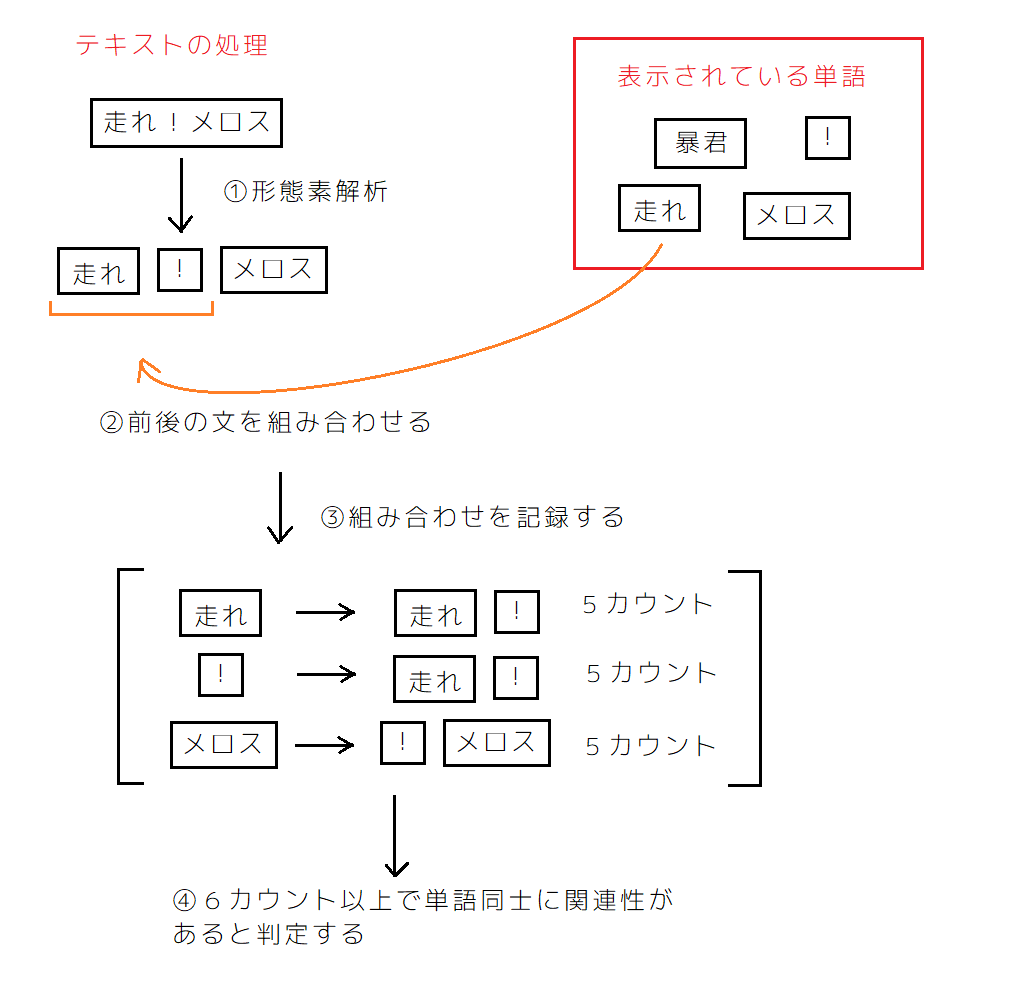 テキストの処理
表示されている単語
走れ！メロス
暴君
！
①形態素解析
走れ
メロス
走れ
！
メロス
②前後の文を組み合わせる
③組み合わせを記録する
走れ 走れ ！ 5カウント
！ 走れ ！ 5カウント
メロス ！ メロス 5カウント
④6カウント以上で単語同士に関連性が
あると判定する